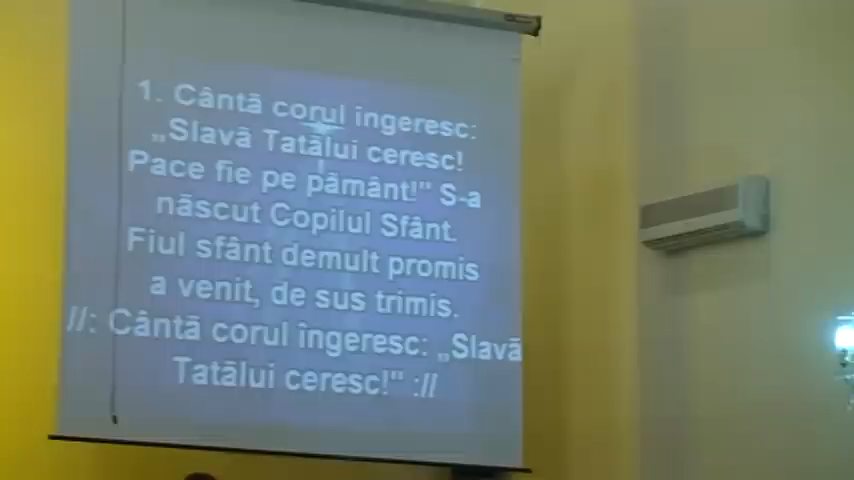 1. Cântă corul îngeresc:
„Slavă Tatălui ceresc!
Pace fie pe pământ!" S-a
născut Copilul Sfânt.
Fiul sfânt demult promis
a venit, de sus trimis.
//: Cântă corul îngeresc: „Slavă
Tatălui ceresc!" ://